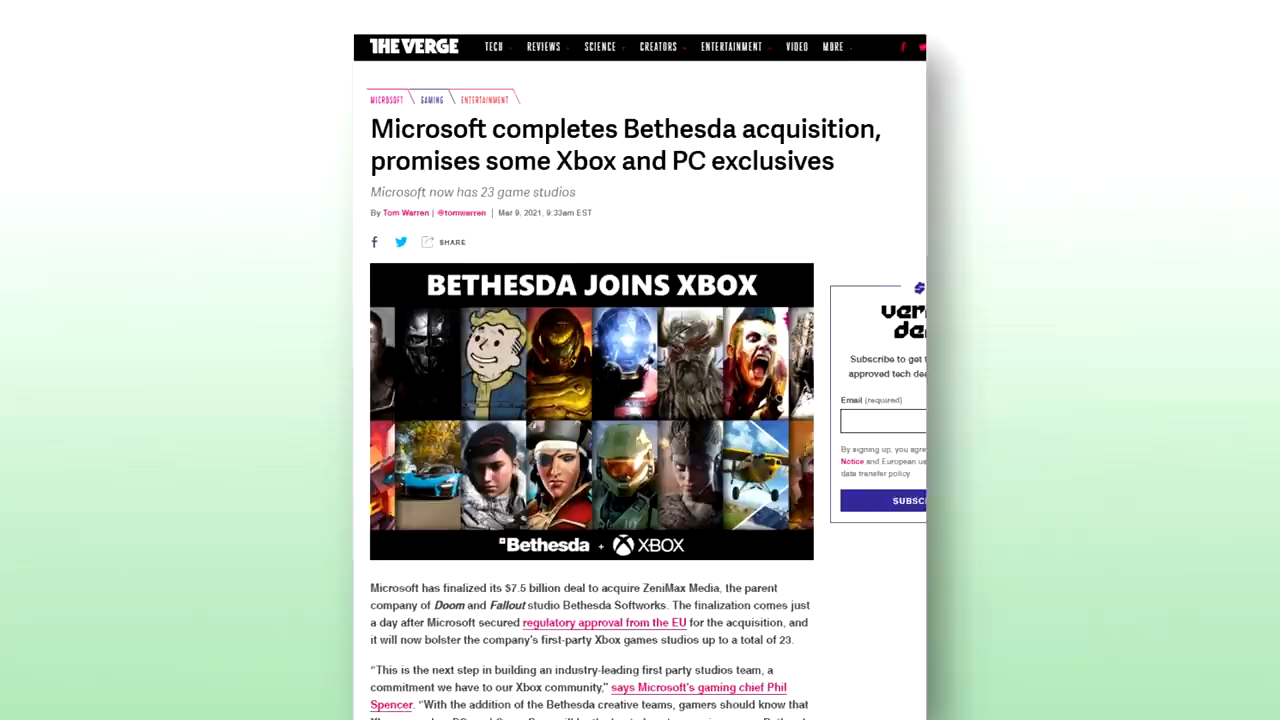 THE VERGE TECH REVIEWS SCIENCE CREATORS ENTERTAINMENT VIDEO MORE
MICROSOFT GAMING ENTERTAINMENT
Microsoft completes Bethesda acquisition,
promises some Xbox and PC exclusives
Microsoft now has 23 game studios
By Tom Warren | @tomwarren | Mar 9, 2021, 9:33am EST
SHARE
BETHESDA JOINS XBOX
Bethesda + XBOX
Subscribe to get
approved tech
Email (required)
By signing up, you
Notice and European
data transfer policy
Microsoft has finalized its $7.5 billion deal to acquire ZeniMax Media, the parent
company of Doom and Fallout studio Bethesda Softworks. The finalization comes just
a day after Microsoft secured regulatory approval from the EU for the acquisition, and
it will now bolster the company's first-party Xbox games studios up to a total of 23.
“This is the next step in building an industry-leading first party studios team, a
commitment we have to our Xbox community,” says Microsoft's gaming chief Phil
Spencer. “With the addition of the Bethesda creative teams, gamers should know that